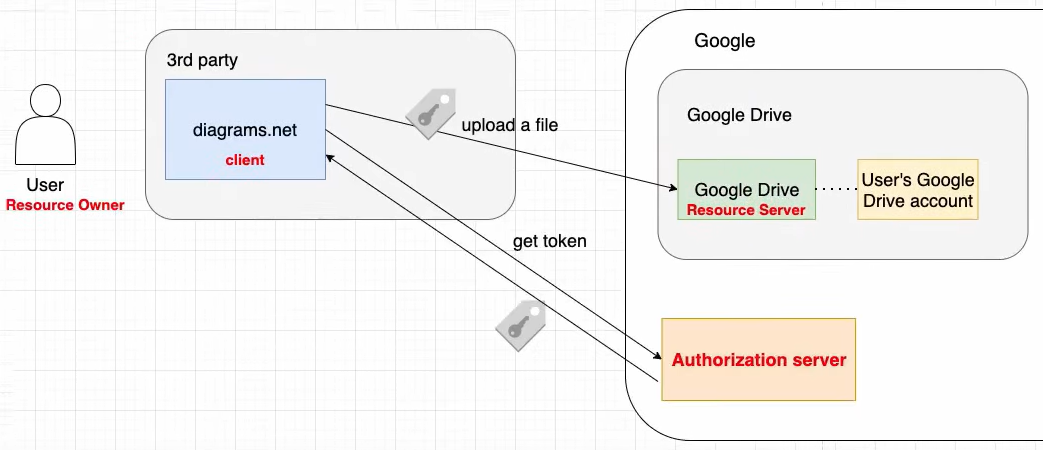 Google
3rd party
diagrams.net
client
upload a file
Google Drive
Google Drive
Resource Server
User's Google
Drive account
User
Resource Owner
get token
Authorization server